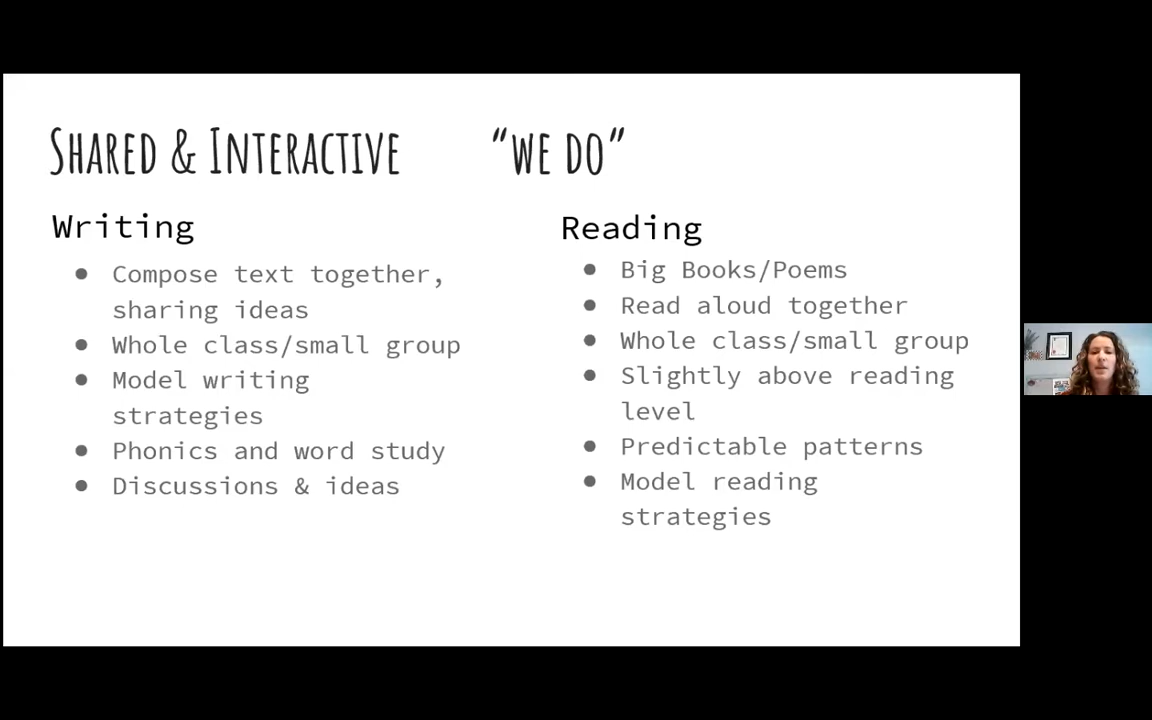 Shared & Interactive "we do"
Writing
● Compose text together,
sharing ideas
● Whole class/small group
● Model writing
strategies
● Phonics and word study
● Discussions & ideas
Reading
● Big Books/Poems
● Read aloud together
● Whole class/small group
● Slightly above reading
level
● Predictable patterns
● Model reading
strategies